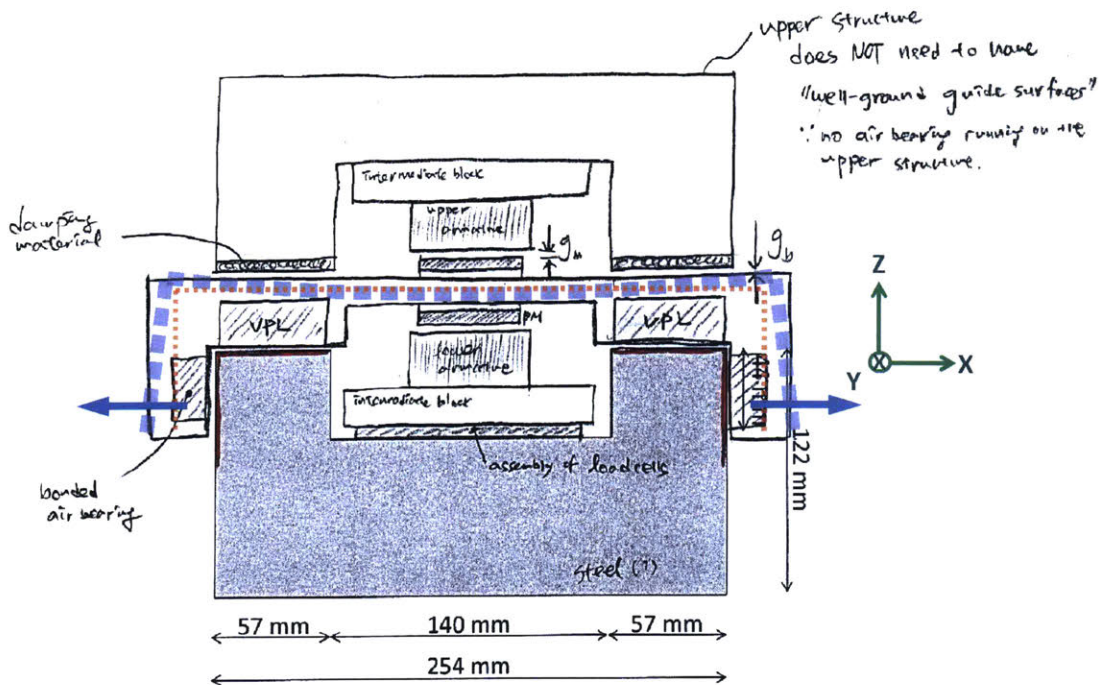 upper structure
does NOT need to have
"well-ground guide surfaces"
∵ no air bearing running on the
upper structure.
Intermediate block
upper
armature
damping
material
gₘ
g_b
Z
VPL
PM
VPL
lower
armature
Y
X
Intermediate block
122 mm
assembly of loadcells
bonded
air bearing
steel (?)
57 mm
140 mm
57 mm
254 mm